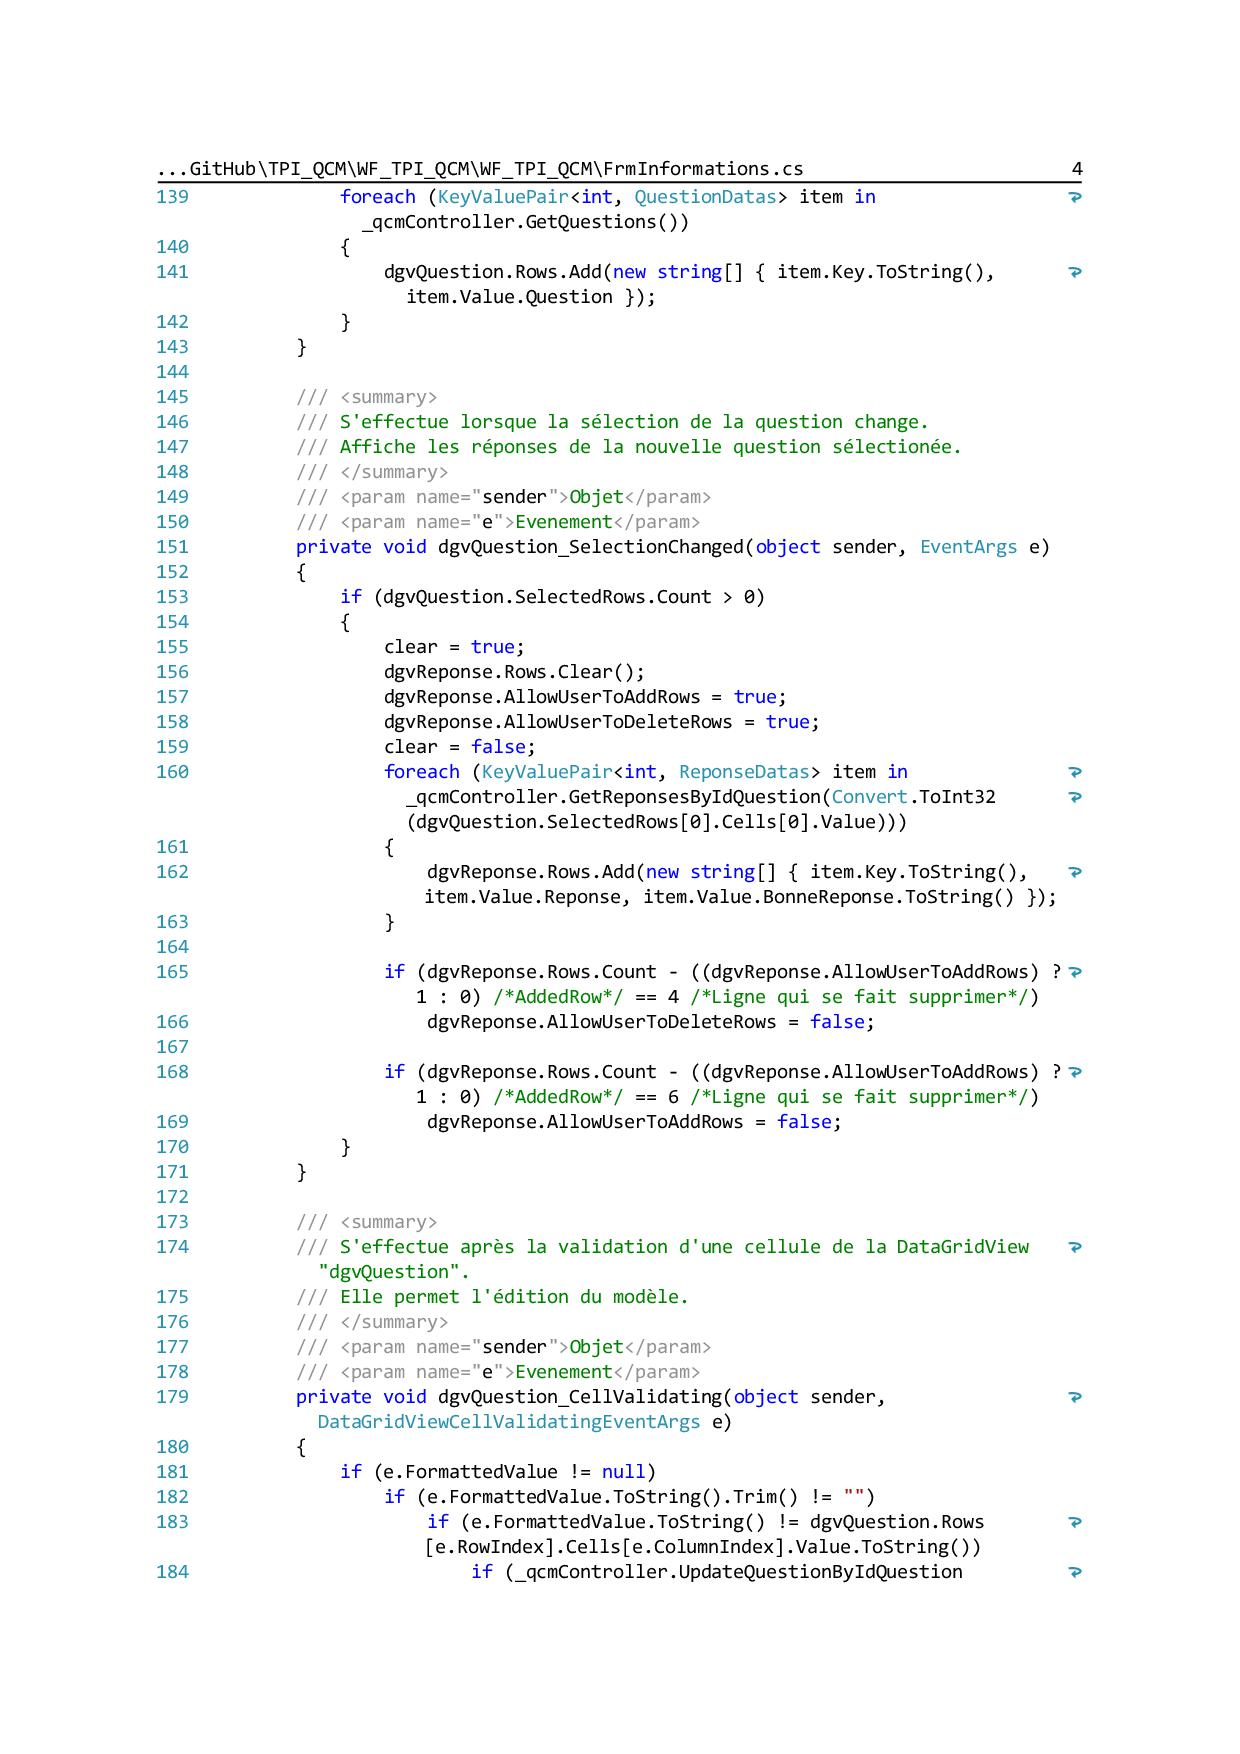 ...GitHub\TPI_QCM\WF_TPI_QCM\WF_TPI_QCM\FrmInformations.cs 4
139 foreach (KeyValuePair<int, QuestionDatas> item in
_qcmController.GetQuestions())
140 {
141 dgvQuestion.Rows.Add(new string[] { item.Key.ToString(),
item.Value.Question });
142 }
143 }
144
145 /// <summary>
146 /// S'effectue lorsque la sélection de la question change.
147 /// Affiche les réponses de la nouvelle question sélectionée.
148 /// </summary>
149 /// <param name="sender">Objet</param>
150 /// <param name="e">Evenement</param>
151 private void dgvQuestion_SelectionChanged(object sender, EventArgs e)
152 {
153 if (dgvQuestion.SelectedRows.Count > 0)
154 {
155 clear = true;
156 dgvReponse.Rows.Clear();
157 dgvReponse.AllowUserToAddRows = true;
158 dgvReponse.AllowUserToDeleteRows = true;
159 clear = false;
160 foreach (KeyValuePair<int, ReponseDatas> item in
_qcmController.GetReponsesByIdQuestion(Convert.ToInt32
(dgvQuestion.SelectedRows[0].Cells[0].Value)))
161 {
162 dgvReponse.Rows.Add(new string[] { item.Key.ToString(),
item.Value.Reponse, item.Value.BonneReponse.ToString() });
163 }
164
165 if (dgvReponse.Rows.Count - ((dgvReponse.AllowUserToAddRows) ?
1 : 0) /*AddedRow*/ == 4 /*Ligne qui se fait supprimer*/)
166 dgvReponse.AllowUserToDeleteRows = false;
167
168 if (dgvReponse.Rows.Count - ((dgvReponse.AllowUserToAddRows) ?
1 : 0) /*AddedRow*/ == 6 /*Ligne qui se fait supprimer*/)
169 dgvReponse.AllowUserToAddRows = false;
170 }
171 }
172
173 /// <summary>
174 /// S'effectue après la validation d'une cellule de la DataGridView
"dgvQuestion".
175 /// Elle permet l'édition du modèle.
176 /// </summary>
177 /// <param name="sender">Objet</param>
178 /// <param name="e">Evenement</param>
179 private void dgvQuestion_CellValidating(object sender,
DataGridViewCellValidatingEventArgs e)
180 {
181 if (e.FormattedValue != null)
182 if (e.FormattedValue.ToString().Trim() != "")
183 if (e.FormattedValue.ToString() != dgvQuestion.Rows
[e.RowIndex].Cells[e.ColumnIndex].Value.ToString())
184 if (_qcmController.UpdateQuestionByIdQuestion